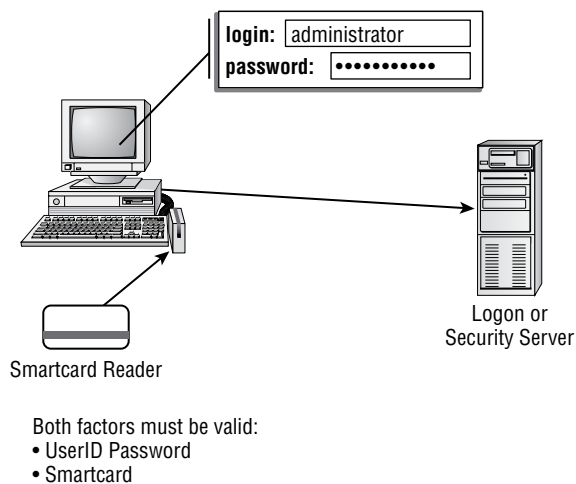 login: administrator
password: •••••••••••
Logon or
Security Server
Smartcard Reader
Both factors must be valid:
• UserID Password
• Smartcard